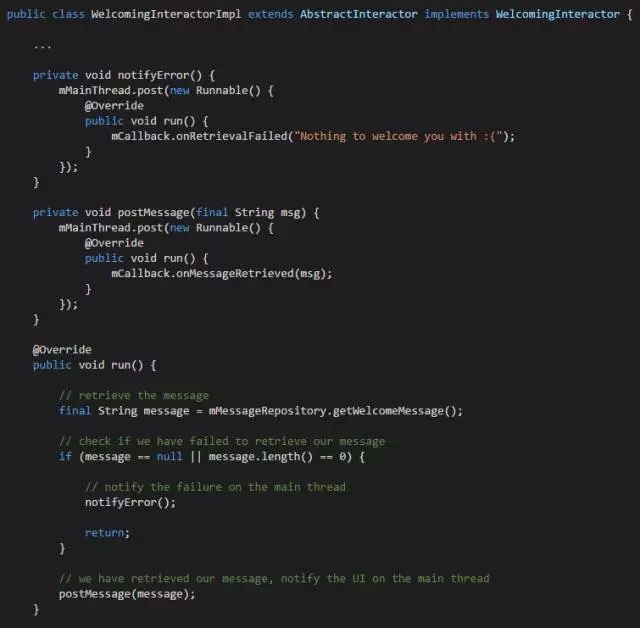 public class WelcomingInteractorImpl extends AbstractInteractor implements WelcomingInteractor {
...
private void notifyError() {
mMainThread.post(new Runnable() {
@Override
public void run() {
mCallback.onRetrievalFailed("Nothing to welcome you with :(");
}
});
}
private void postMessage(final String msg) {
mMainThread.post(new Runnable() {
@Override
public void run() {
mCallback.onMessageRetrieved(msg);
}
});
}
@Override
public void run() {
// retrieve the message
final String message = mMessageRepository.getWelcomeMessage();
// check if we have failed to retrieve our message
if (message == null || message.length() == 0) {
// notify the failure on the main thread
notifyError();
return;
}
// we have retrieved our message, notify the UI on the main thread
postMessage(message);
}